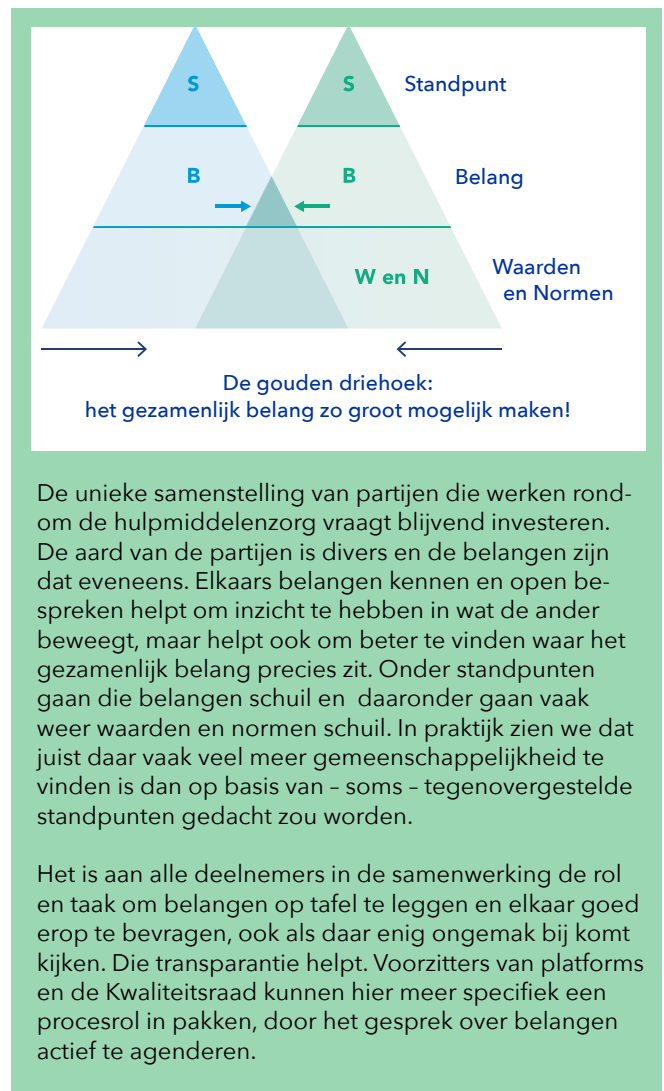 S S Standpunt
B B Belang
W en N Waarden
en Normen
De gouden driehoek:
het gezamenlijk belang zo groot mogelijk maken!
De unieke samenstelling van partijen die werken rond-
om de hulpmiddelenzorg vraagt blijvend investeren.
De aard van de partijen is divers en de belangen zijn
dat eveneens. Elkaars belangen kennen en open be-
spreken helpt om inzicht te hebben in wat de ander
beweegt, maar helpt ook om beter te vinden waar het
gezamenlijk belang precies zit. Onder standpunten
gaan die belangen schuil en  daaronder gaan vaak
weer waarden en normen schuil. In praktijk zien we dat
juist daar vaak veel meer gemeenschappelijkheid te
vinden is dan op basis van – soms – tegenovergestelde
standpunten gedacht zou worden.
Het is aan alle deelnemers in de samenwerking de rol
en taak om belangen op tafel te leggen en elkaar goed
erop te bevragen, ook als daar enig ongemak bij komt
kijken. Die transparantie helpt. Voorzitters van platforms
en de Kwaliteitsraad kunnen hier meer specifiek een
procesrol in pakken, door het gesprek over belangen
actief te agenderen.